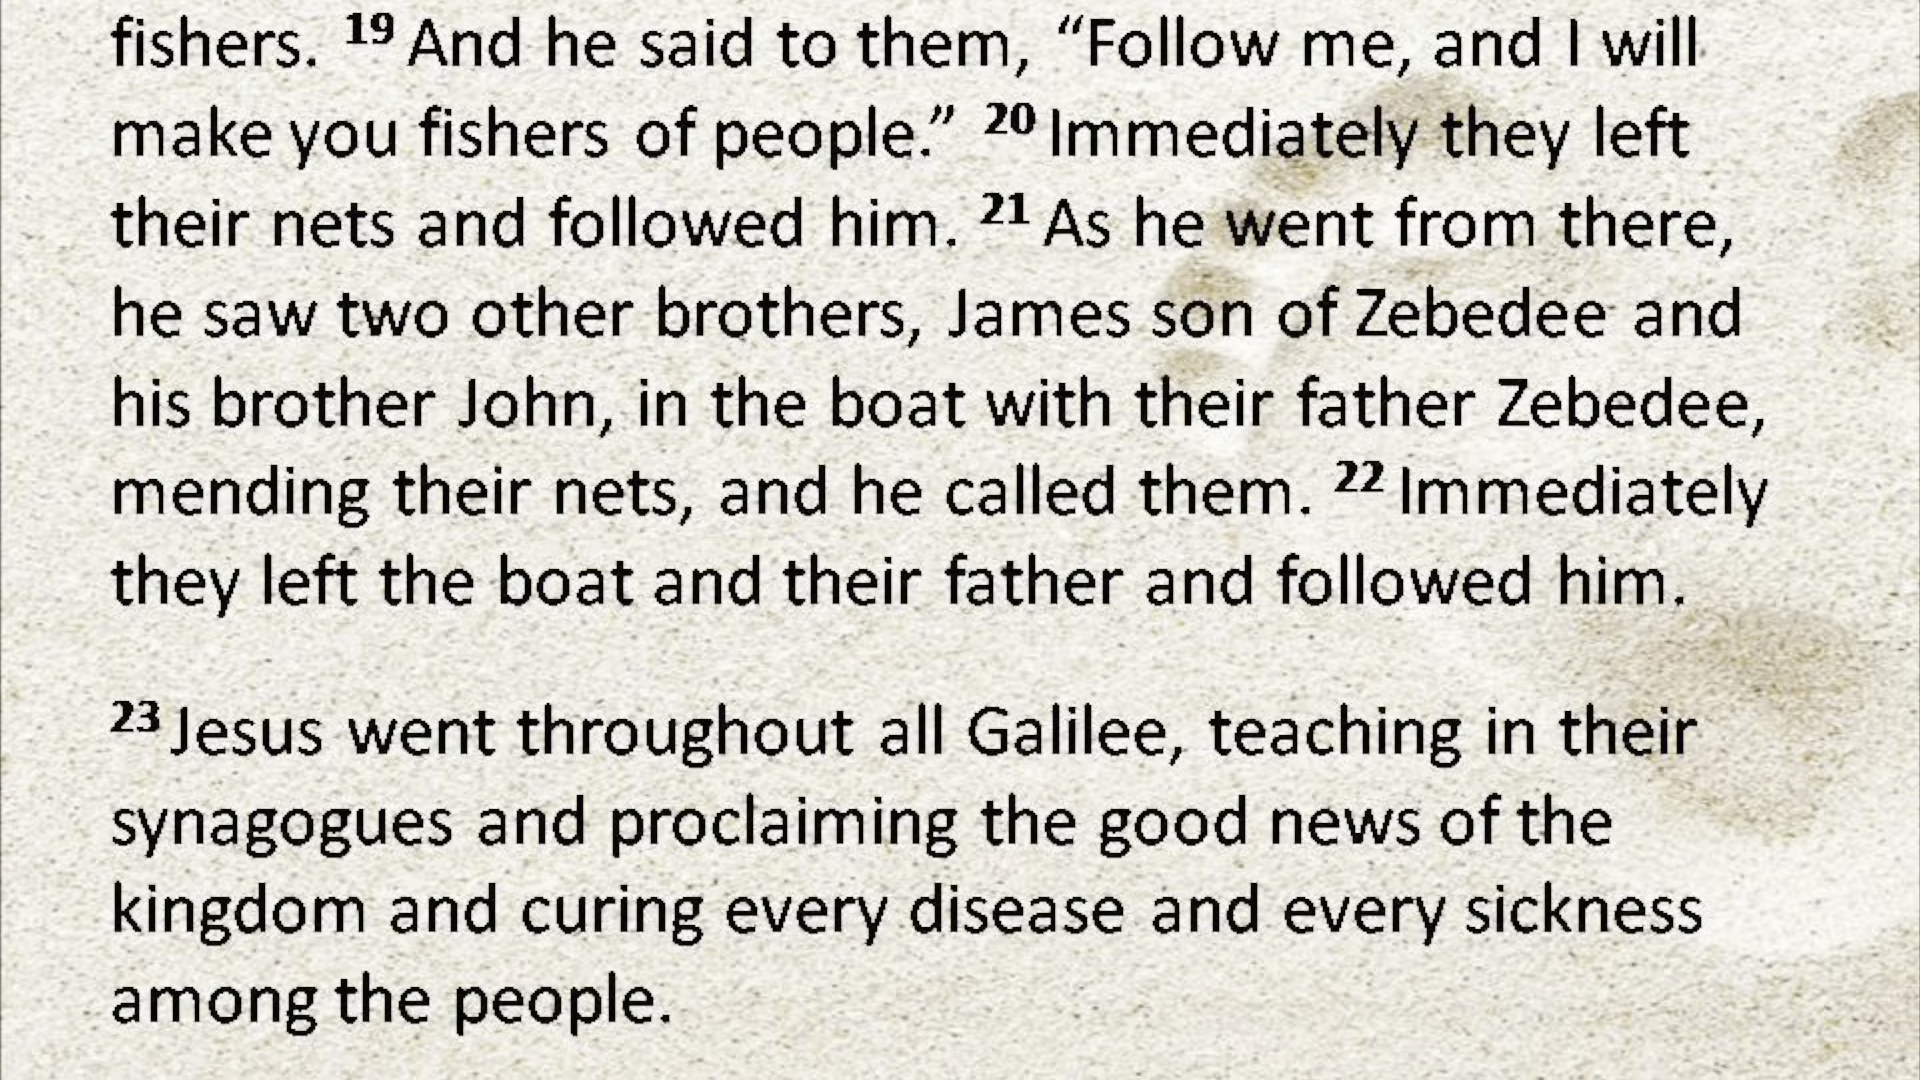 fishers. 19 And he said to them, “Follow me, and I will
make you fishers of people.” 20 Immediately they left
their nets and followed him. 21 As he went from there,
he saw two other brothers, James son of Zebedee and
his brother John, in the boat with their father Zebedee,
mending their nets, and he called them. 22 Immediately
they left the boat and their father and followed him.
23 Jesus went throughout all Galilee, teaching in their
synagogues and proclaiming the good news of the
kingdom and curing every disease and every sickness
among the people.